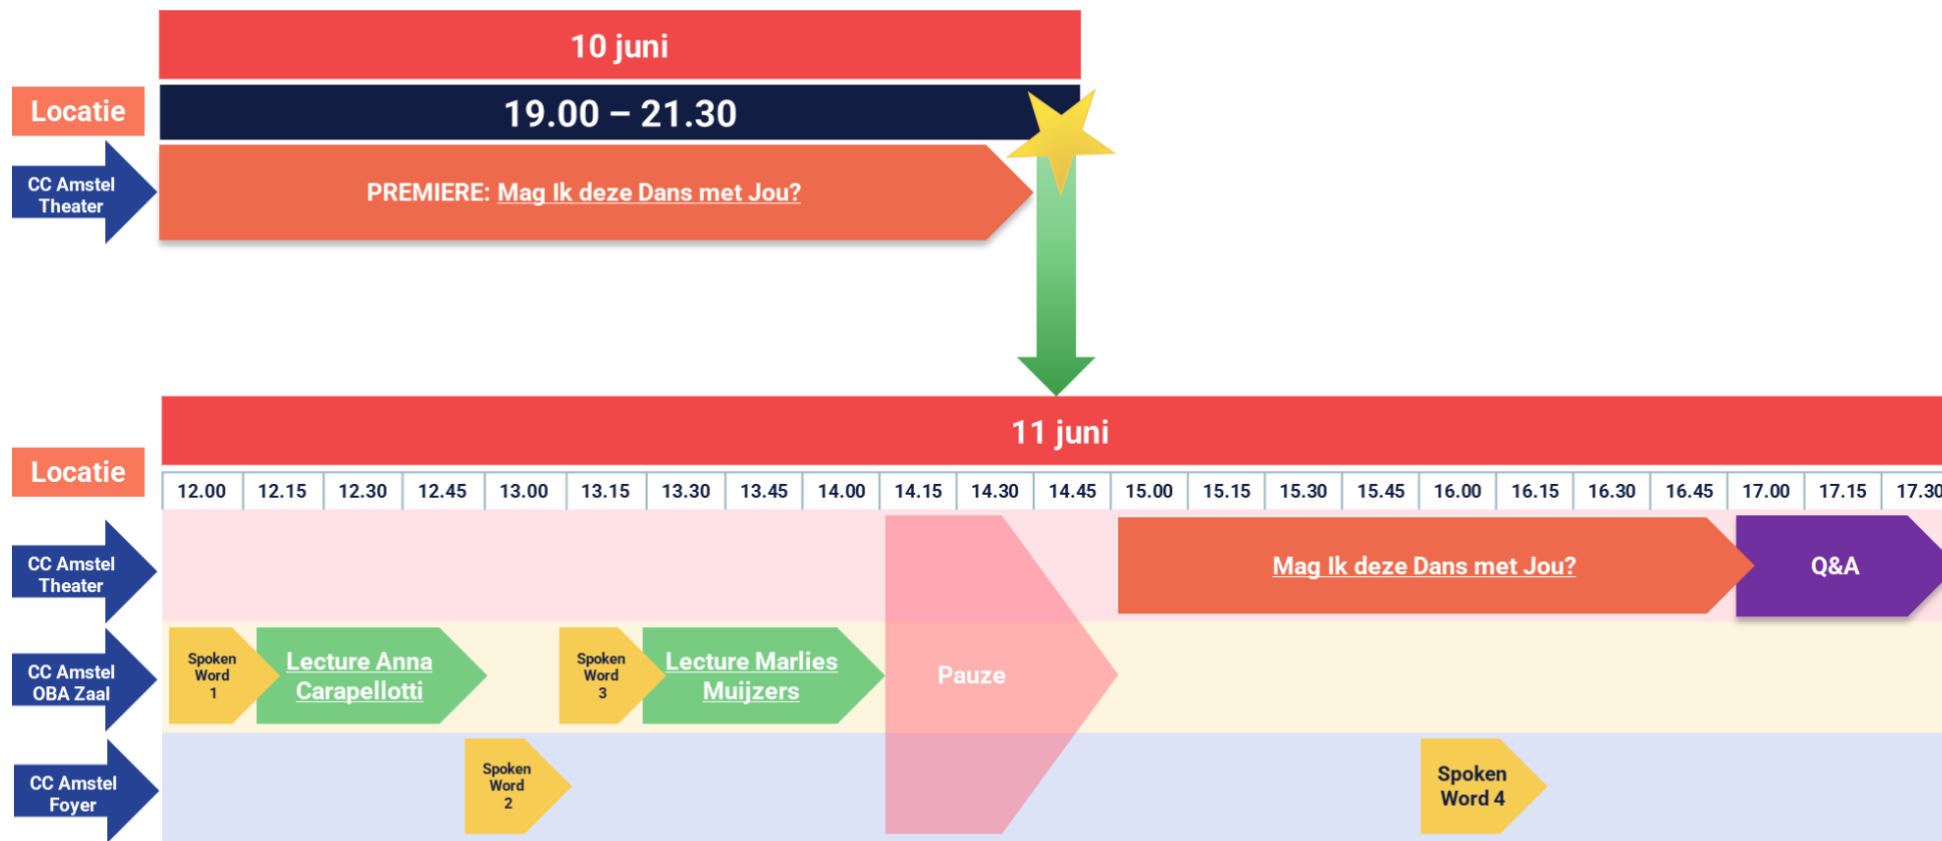 10 juni
Locatie
19.00 – 21.30
CC Amstel
Theater
PREMIERE: Mag Ik deze Dans met Jou?
11 juni
Locatie
12.00 12.15 12.30 12.45 13.00 13.15 13.30 13.45 14.00 14.15 14.30 14.45 15.00 15.15 15.30 15.45 16.00 16.15 16.30 16.45 17.00 17.15 17.30
CC Amstel
Theater
Mag Ik deze Dans met Jou?
Q&A
CC Amstel
OBA Zaal
Spoken
Word
1
Lecture Anna
Carapellotti
Spoken
Word
3
Lecture Marlies
Muijzers
Pauze
CC Amstel
Foyer
Spoken
Word
2
Spoken
Word 4